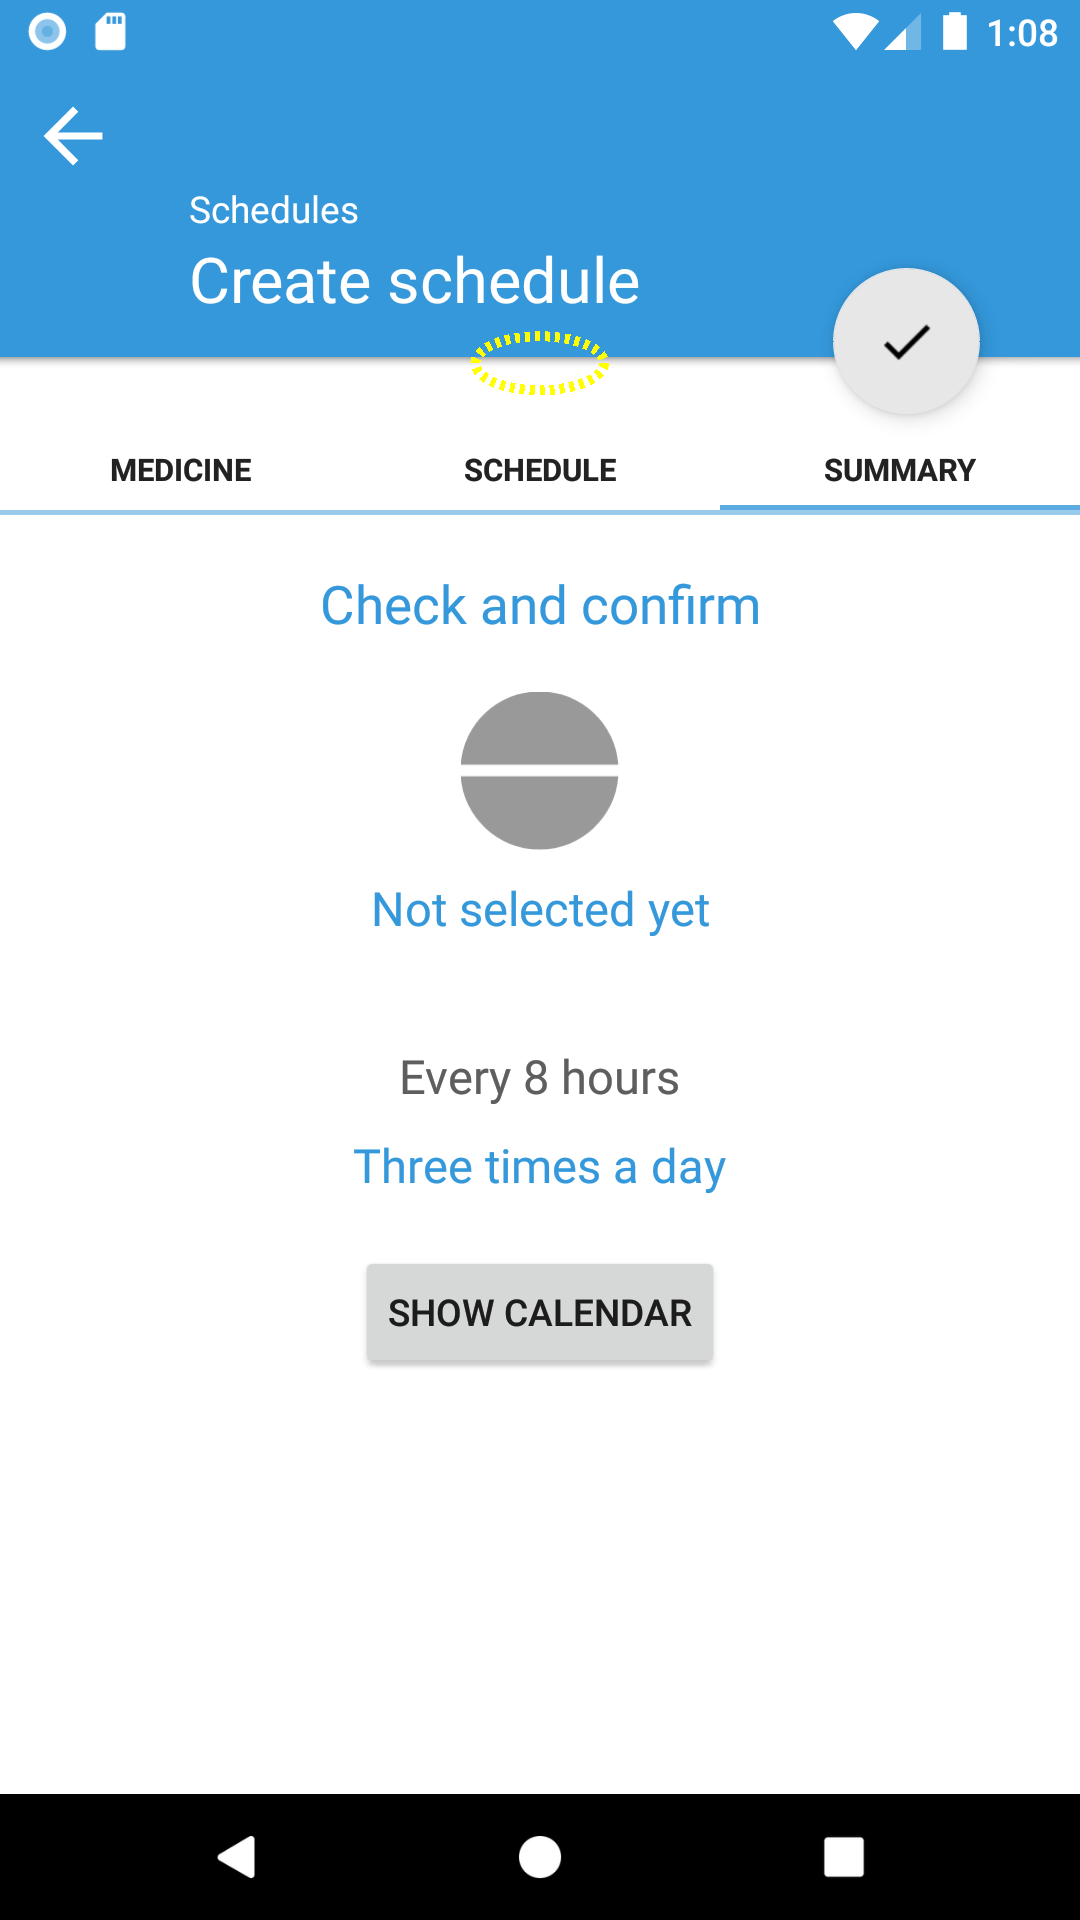 1:08
Schedules
Create schedule
MEDICINE SCHEDULE SUMMARY
Check and confirm
Not selected yet
Every 8 hours
Three times a day
SHOW CALENDAR